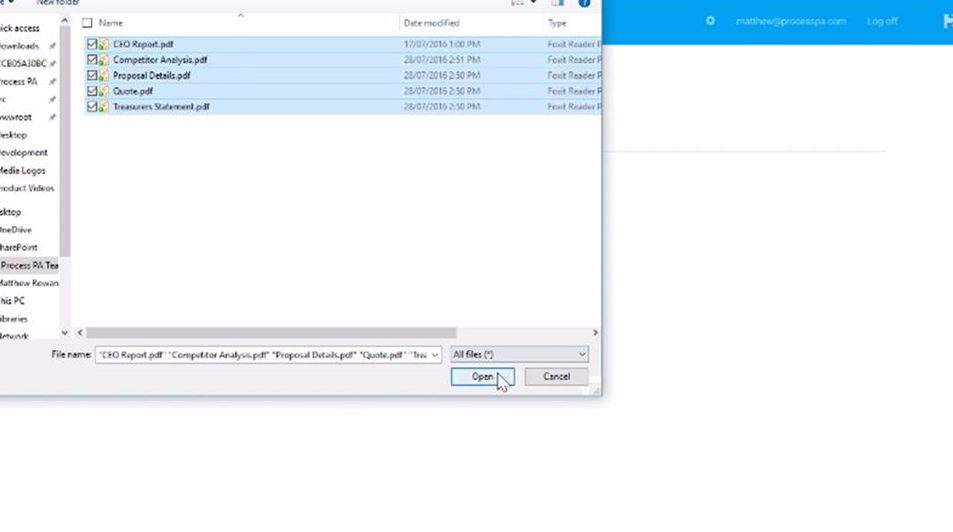 New folder
matthew@processpa.com Log off
Name Date modified Type
CEO Report.pdf 17/07/2016 1:00 PM Foxit Reader P
Competitor Analysis.pdf 28/07/2016 2:51 PM Foxit Reader P
Proposal Details.pdf 28/07/2016 2:50 PM Foxit Reader P
Quote.pdf 28/07/2016 2:50 PM Foxit Reader P
Treasurers Statement.pdf 28/07/2016 2:50 PM Foxit Reader P
uick access
ownloads
CCB05A30BC
rocess PA
rc
wwwroot
esktop
evelopment
Media Logos
roduct Videos
esktop
neDrive
harePoint
Process PA Tea
Matthew Rowan
his PC
ibraries
etwork
File name: "CEO Report.pdf" "Competitor Analysis.pdf" "Proposal Details.pdf" "Quote.pdf" "Trea All files (*)
Open Cancel